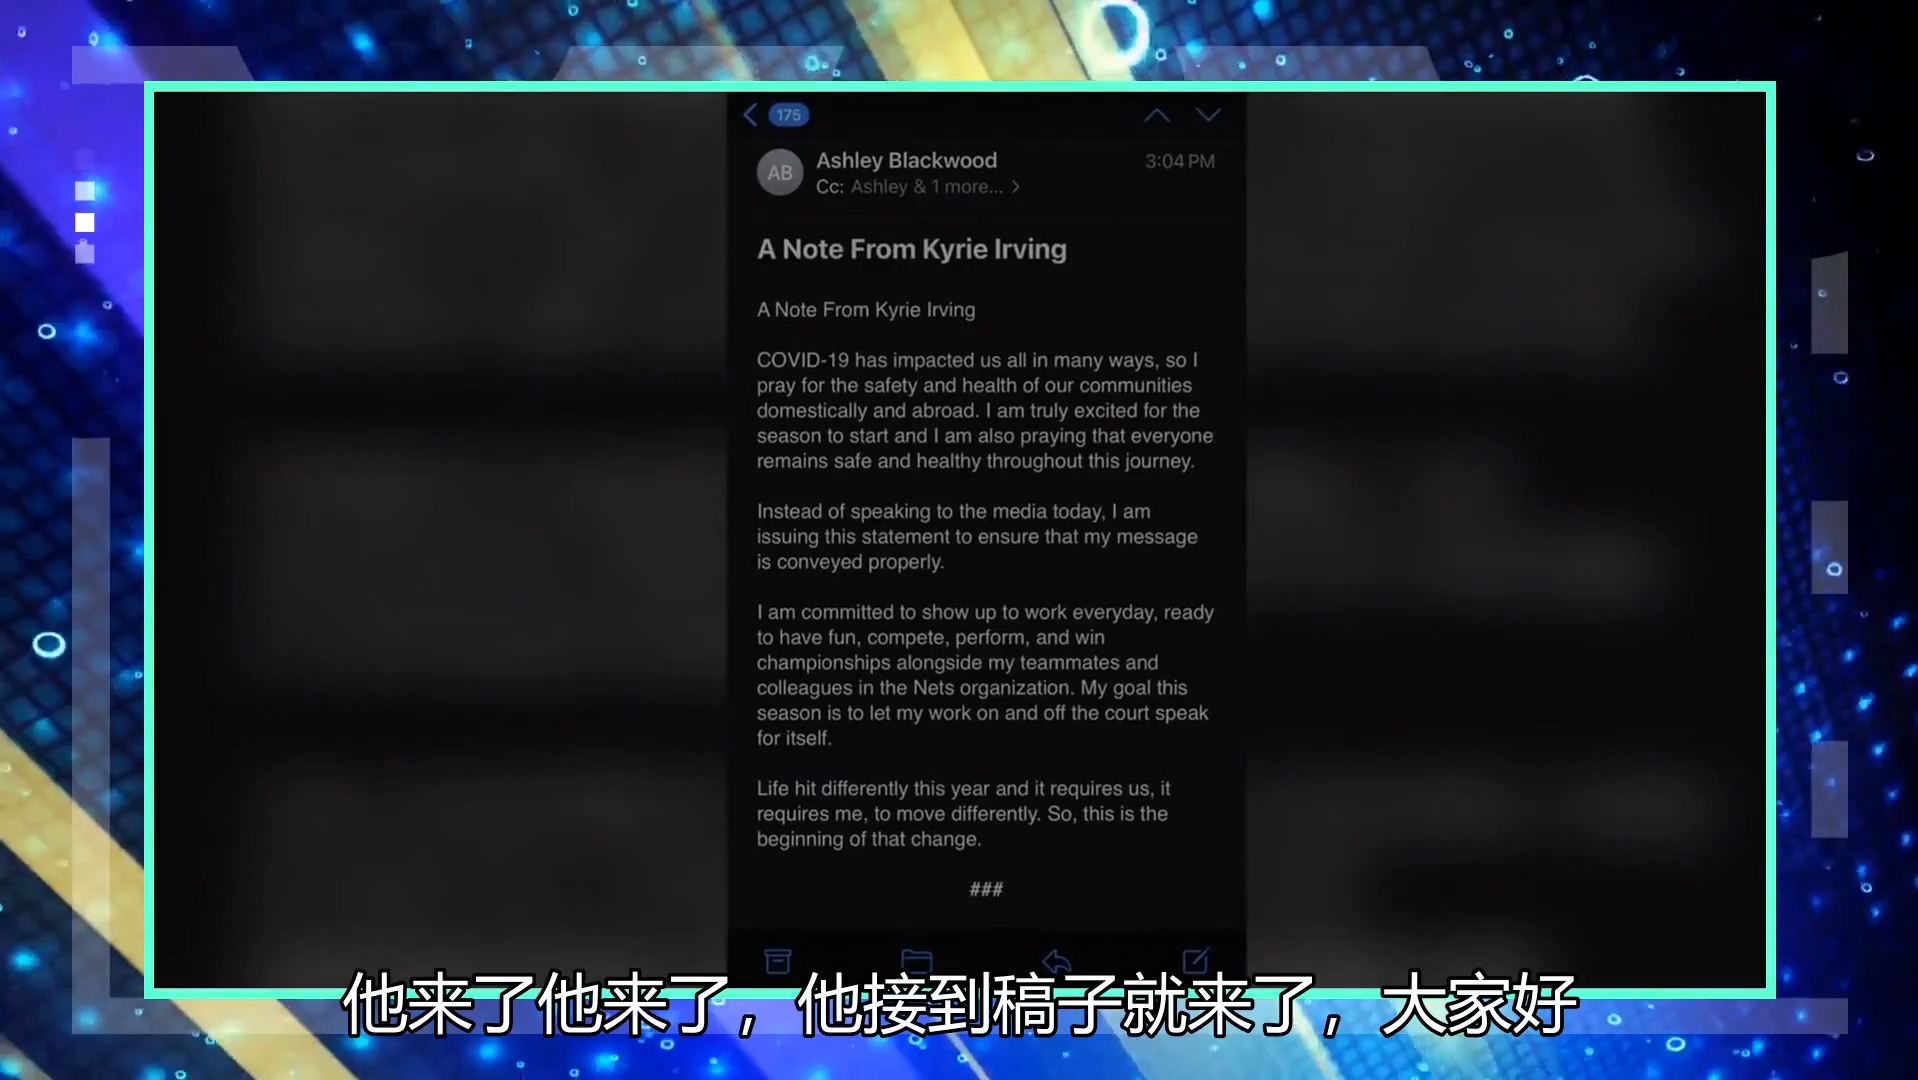 175
AB
Ashley Blackwood
3:04 PM
Cc: Ashley & 1 more...
A Note From Kyrie Irving
A Note From Kyrie Irving
COVID-19 has impacted us all in many ways, so I
pray for the safety and health of our communities
domestically and abroad. I am truly excited for the
season to start and I am also praying that everyone
remains safe and healthy throughout this journey.
Instead of speaking to the media today, I am
issuing this statement to ensure that my message
is conveyed properly.
I am committed to show up to work everyday, ready
to have fun, compete, perform, and win
championships alongside my teammates and
colleagues in the Nets organization. My goal this
season is to let my work on and off the court speak
for itself.
Life hit differently this year and it requires us, it
requires me, to move differently. So, this is the
beginning of that change.
###
他来了他来了，他接到稿子就来了，大家好